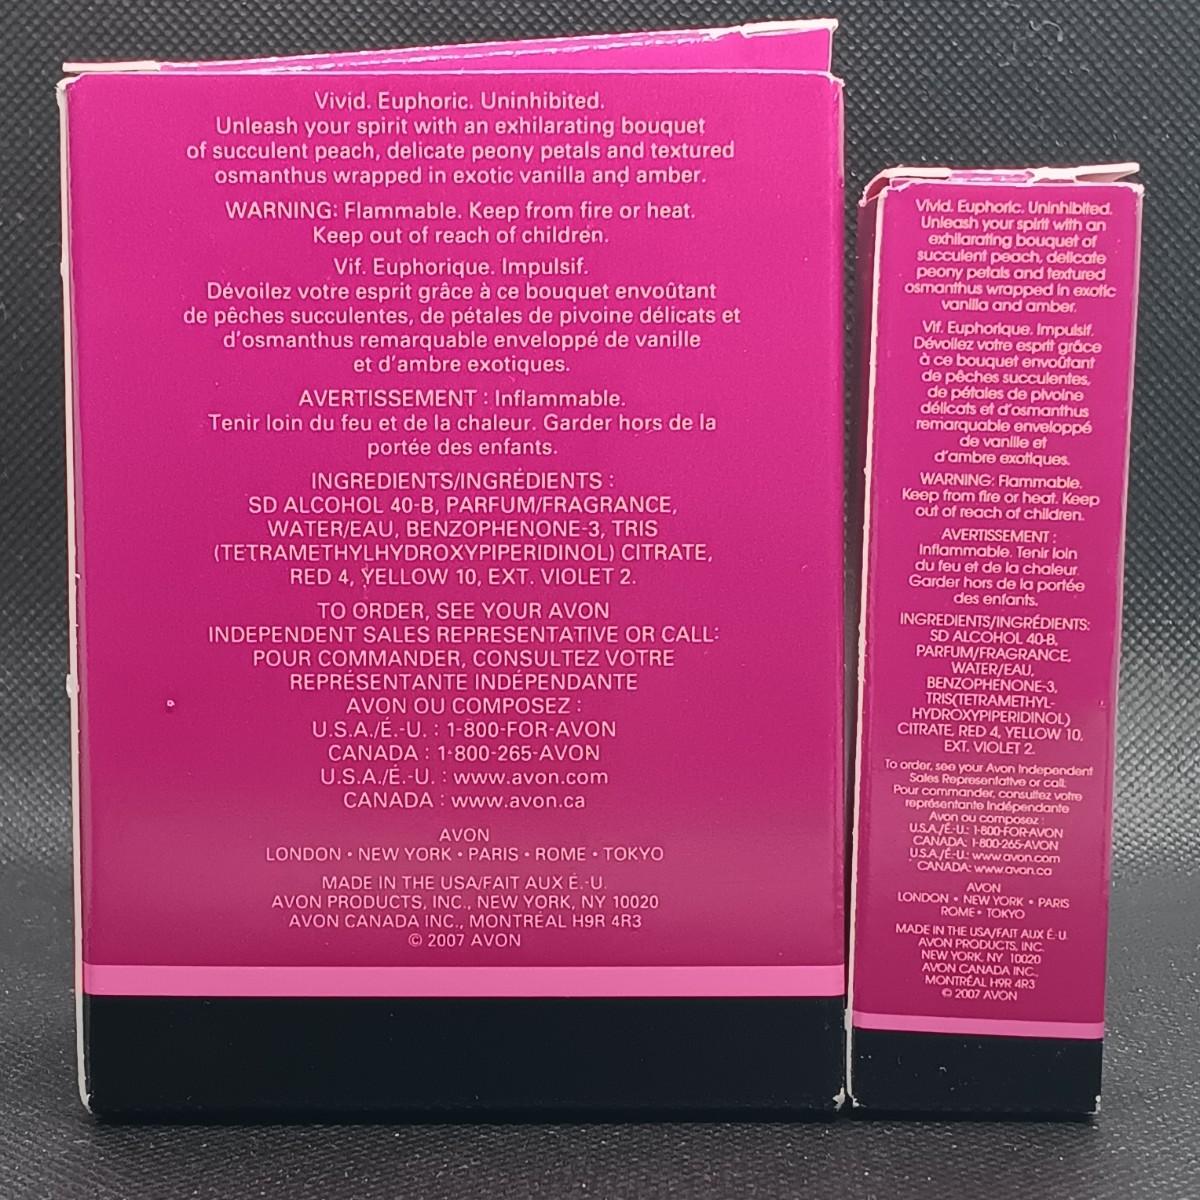 Vivid. Euphoric. Uninhibited.
Unleash your spirit with an exhilarating bouquet
of succulent peach, delicate peony petals and textured
osmanthus wrapped in exotic vanilla and amber.
WARNING: Flammable. Keep from fire or heat.
Keep out of reach of children.
Vif. Euphorique. Impulsif.
Dévoilez votre esprit grâce à ce bouquet envoûtant
de pêches succulentes, de pétales de pivoine délicats et
d'osmanthus remarquable enveloppé de vanille
et d'ambre exotiques.
AVERTISSEMENT : Inflammable.
Tenir loin du feu et de la chaleur. Garder hors de la
portée des enfants.
INGREDIENTS/INGRÉDIENTS :
SD ALCOHOL 40-B, PARFUM/FRAGRANCE,
WATER/EAU, BENZOPHENONE-3, TRIS
(TETRAMETHYLHYDROXYPIPERIDINOL) CITRATE,
RED 4, YELLOW 10, EXT. VIOLET 2.
TO ORDER, SEE YOUR AVON
INDEPENDENT SALES REPRESENTATIVE OR CALL:
POUR COMMANDER, CONSULTEZ VOTRE
REPRÉSENTANTE INDÉPENDANTE
AVON OU COMPOSEZ :
U.S.A./É.-U. : 1-800-FOR-AVON
CANADA : 1-800-265-AVON
U.S.A./É.-U. : www.avon.com
CANADA : www.avon.ca
AVON
LONDON • NEW YORK • PARIS • ROME • TOKYO
MADE IN THE USA/FAIT AUX É.-U.
AVON PRODUCTS, INC., NEW YORK, NY 10020
AVON CANADA INC., MONTRÉAL H9R 4R3
© 2007 AVON
Vivid. Euphoric. Uninhibited.
Unleash your spirit with an
exhilarating bouquet of
succulent peach, delicate
peony petals and textured
osmanthus wrapped in exotic
vanilla and amber.
Vif. Euphorique. Impulsif.
Dévoilez votre esprit grâce
à ce bouquet envoûtant
de pêches succulentes,
de pétales de pivoine
délicats et d'osmanthus
remarquable enveloppé
de vanille et
d'ambre exotiques.
WARNING: Flammable.
Keep from fire or heat. Keep
out of reach of children.
AVERTISSEMENT :
Inflammable. Tenir loin
du feu et de la chaleur.
Garder hors de la portée
des enfants.
INGREDIENTS/INGRÉDIENTS:
SD ALCOHOL 40-B,
PARFUM/FRAGRANCE,
WATER/EAU,
BENZOPHENONE-3,
TRIS(TETRAMETHYL-
HYDROXYPIPERIDINOL)
CITRATE, RED 4, YELLOW 10,
EXT. VIOLET 2.
To order, see your Avon Independent
Sales Representative or call:
Pour commander, consultez votre
représentante indépendante
Avon ou composez :
U.S.A./É.-U.: 1-800-FOR-AVON
CANADA: 1-800-265-AVON
U.S.A./É.-U.: www.avon.com
CANADA: www.avon.ca
AVON
LONDON • NEW YORK • PARIS
ROME • TOKYO
MADE IN THE USA/FAIT AUX É.-U.
AVON PRODUCTS, INC.
NEW YORK, NY 10020
AVON CANADA INC.,
MONTRÉAL H9R 4R3
© 2007 AVON